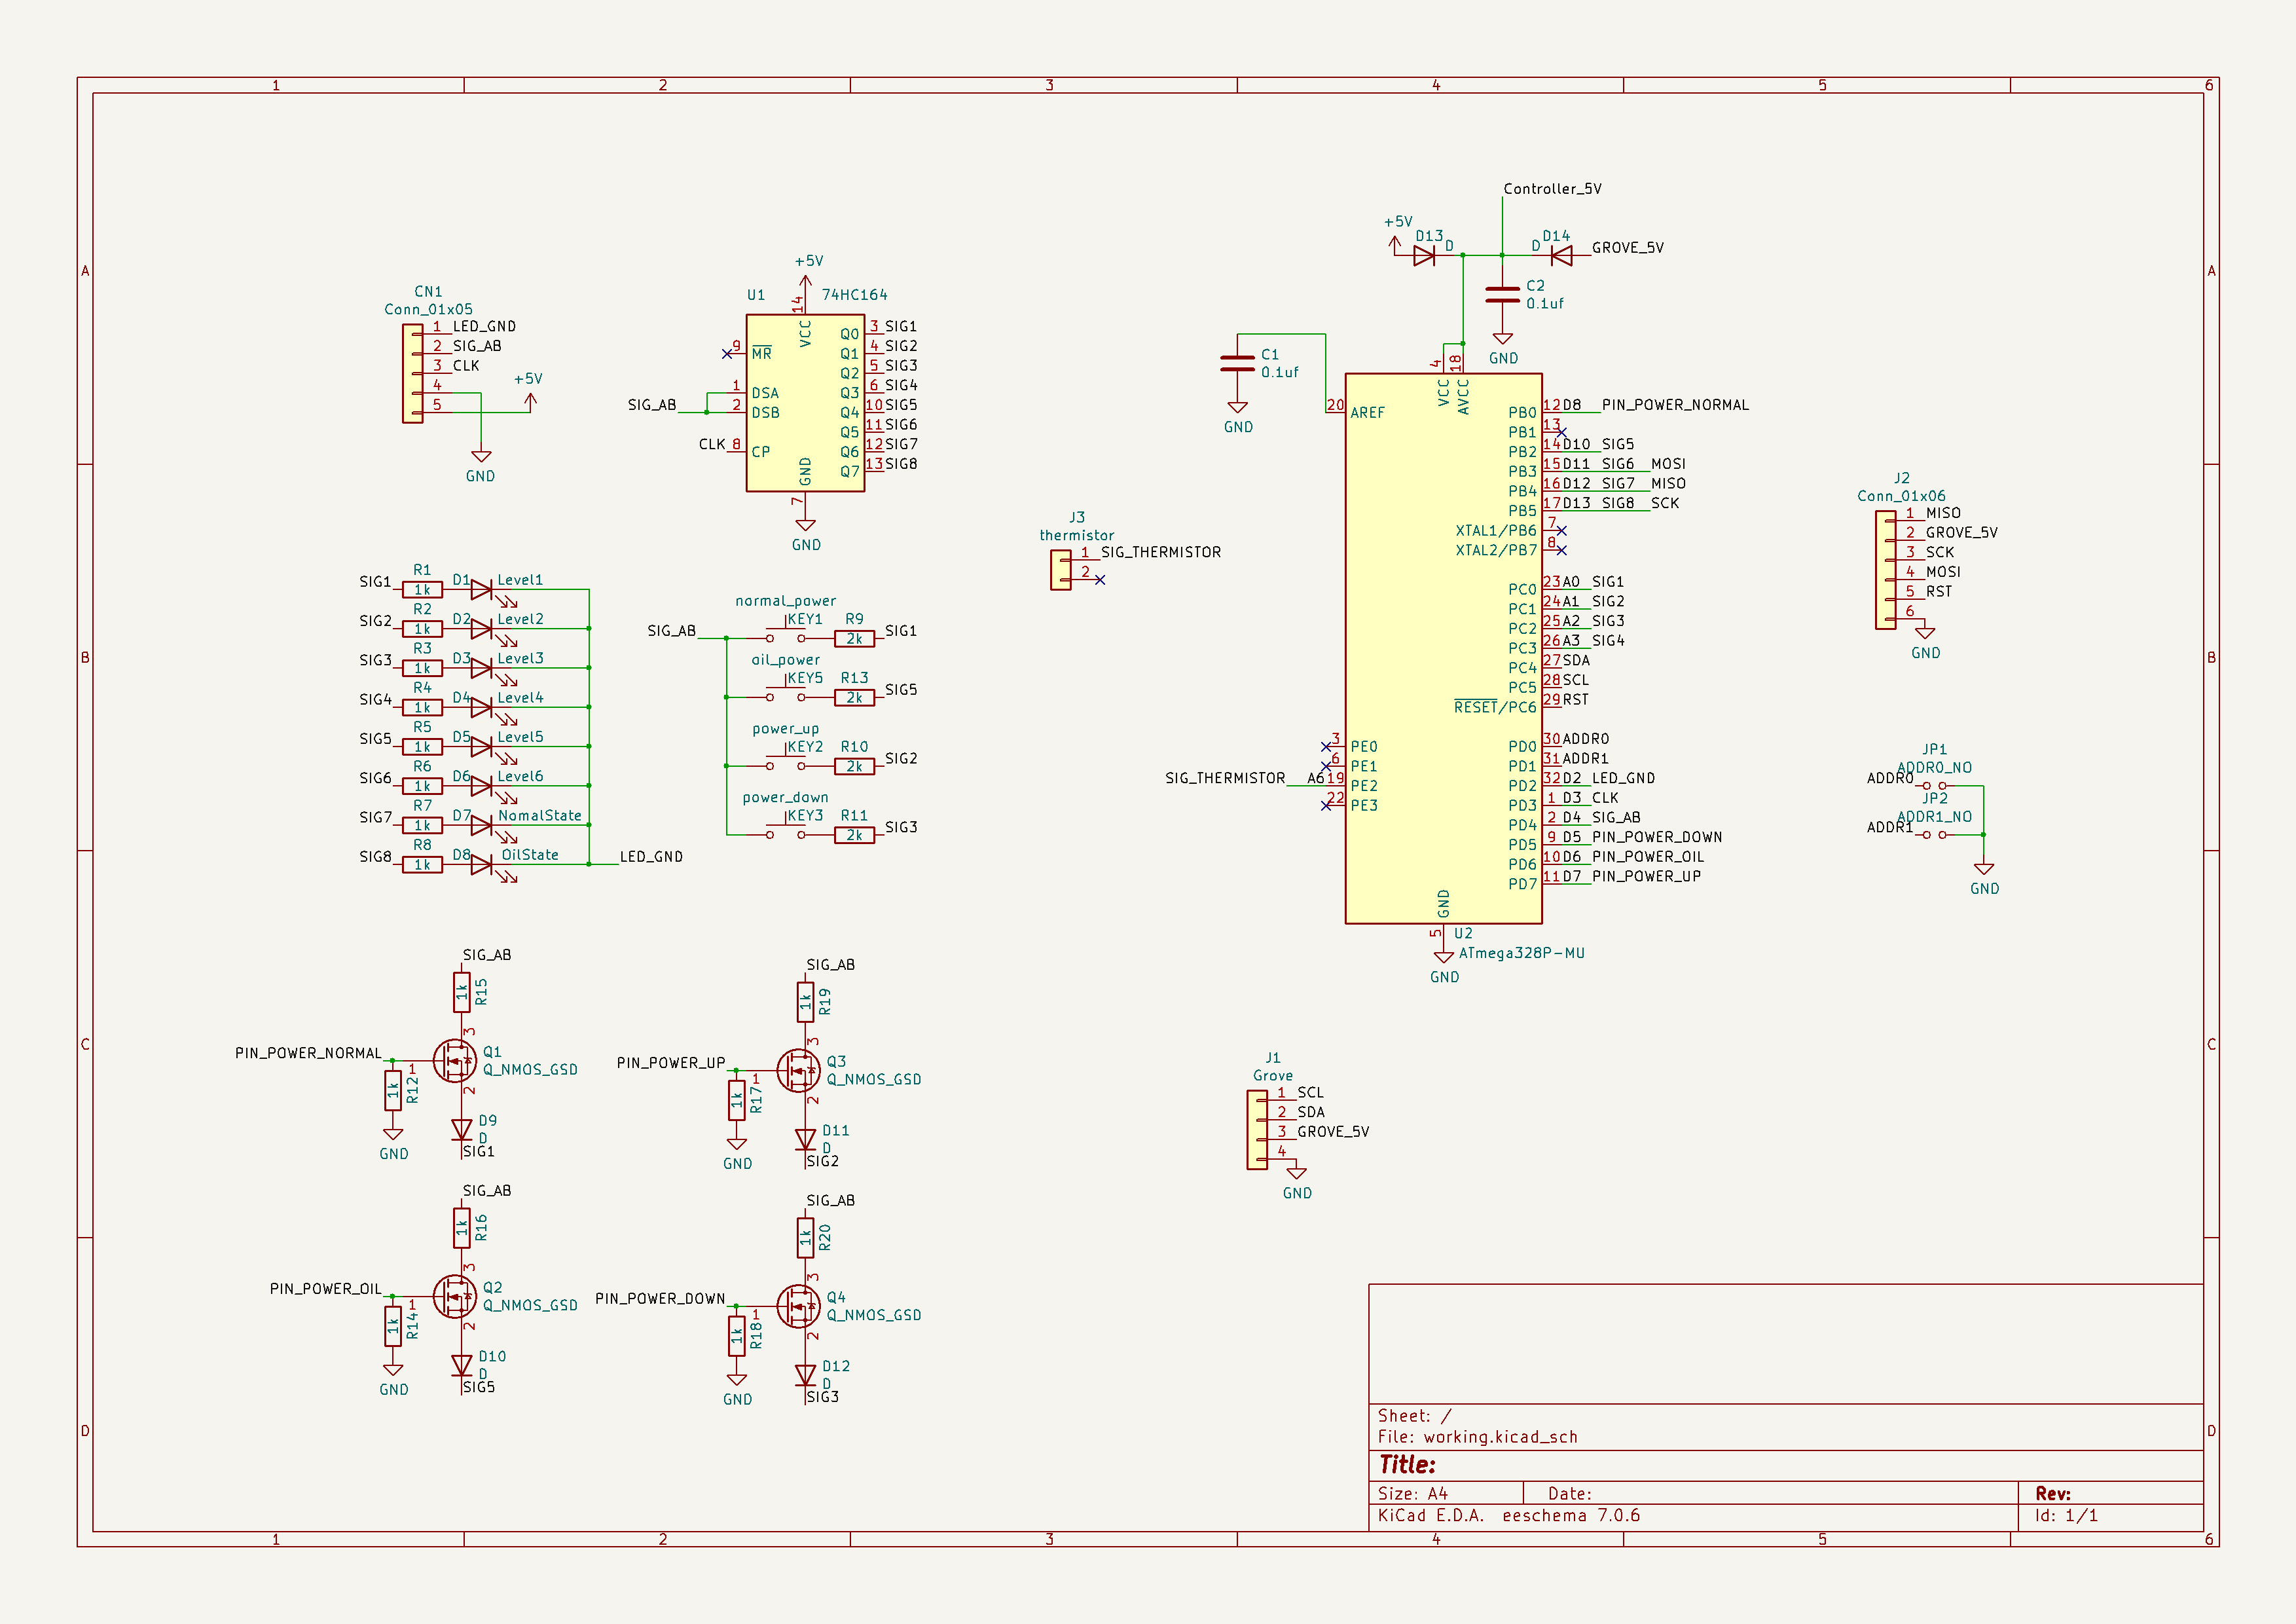 1 2 3 4 5 6
A
B
C
D
CN1
Conn_01x05
1 LED_GND
2 SIG_AB
3 CLK
4
5
+5V
GND
+5V
U1 74HC164
14
VCC
9 MR
1 DSA
2 DSB
SIG_AB
CLK 8 CP
GND
7
GND
Q0 3 SIG1
Q1 4 SIG2
Q2 5 SIG3
Q3 6 SIG4
Q4 10 SIG5
Q5 11 SIG6
Q6 12 SIG7
Q7 13 SIG8
SIG1 R1 1k D1 Level1
SIG2 R2 1k D2 Level2
SIG3 R3 1k D3 Level3
SIG4 R4 1k D4 Level4
SIG5 R5 1k D5 Level5
SIG6 R6 1k D6 Level6
SIG7 R7 1k D7 NomalState
SIG8 R8 1k D8 OilState
LED_GND
normal_power
SIG_AB KEY1 R9 2k SIG1
oil_power
KEY5 R13 2k SIG5
power_up
KEY2 R10 2k SIG2
power_down
KEY3 R11 2k SIG3
J3
thermistor
1 SIG_THERMISTOR
2
Controller_5V
+5V
D13 D
D D14
GROVE_5V
C2
0.1uf
GND
C1
0.1uf
GND
4 18
VCC AVCC
20 AREF
3 PE0
6 PE1
SIG_THERMISTOR A6 19 PE2
22 PE3
PB0 12 D8 PIN_POWER_NORMAL
PB1 13
PB2 14 D10 SIG5
PB3 15 D11 SIG6 MOSI
PB4 16 D12 SIG7 MISO
PB5 17 D13 SIG8 SCK
XTAL1/PB6 7
XTAL2/PB7 8
PC0 23 A0 SIG1
PC1 24 A1 SIG2
PC2 25 A2 SIG3
PC3 26 A3 SIG4
PC4 27 SDA
PC5 28 SCL
RESET/PC6 29 RST
PD0 30 ADDR0
PD1 31 ADDR1
PD2 32 D2 LED_GND
PD3 1 D3 CLK
PD4 2 D4 SIG_AB
PD5 9 D5 PIN_POWER_DOWN
PD6 10 D6 PIN_POWER_OIL
PD7 11 D7 PIN_POWER_UP
GND
5
U2
ATmega328P-MU
GND
J2
Conn_01x06
1 MISO
2 GROVE_5V
3 SCK
4 MOSI
5 RST
6
GND
JP1
ADDR0_NO
ADDR0
JP2
ADDR1_NO
ADDR1
GND
SIG_AB
1k R15
3
PIN_POWER_NORMAL
1
Q1
Q_NMOS_GSD
1k R12
2
GND
D9
D
SIG1
SIG_AB
1k R19
3
PIN_POWER_UP
1
Q3
Q_NMOS_GSD
1k R17
2
GND
D11
D
SIG2
SIG_AB
1k R16
3
PIN_POWER_OIL
1
Q2
Q_NMOS_GSD
1k R14
2
GND
D10
D
SIG5
SIG_AB
1k R20
3
PIN_POWER_DOWN
1
Q4
Q_NMOS_GSD
1k R18
2
GND
D12
D
SIG3
J1
Grove
1 SCL
2 SDA
3 GROVE_5V
4
GND
Sheet: /
File: working.kicad_sch
Title:
Size: A4 Date: Rev:
KiCad E.D.A. eeschema 7.0.6 Id: 1/1
A
B
C
D
1 2 3 4 5 6